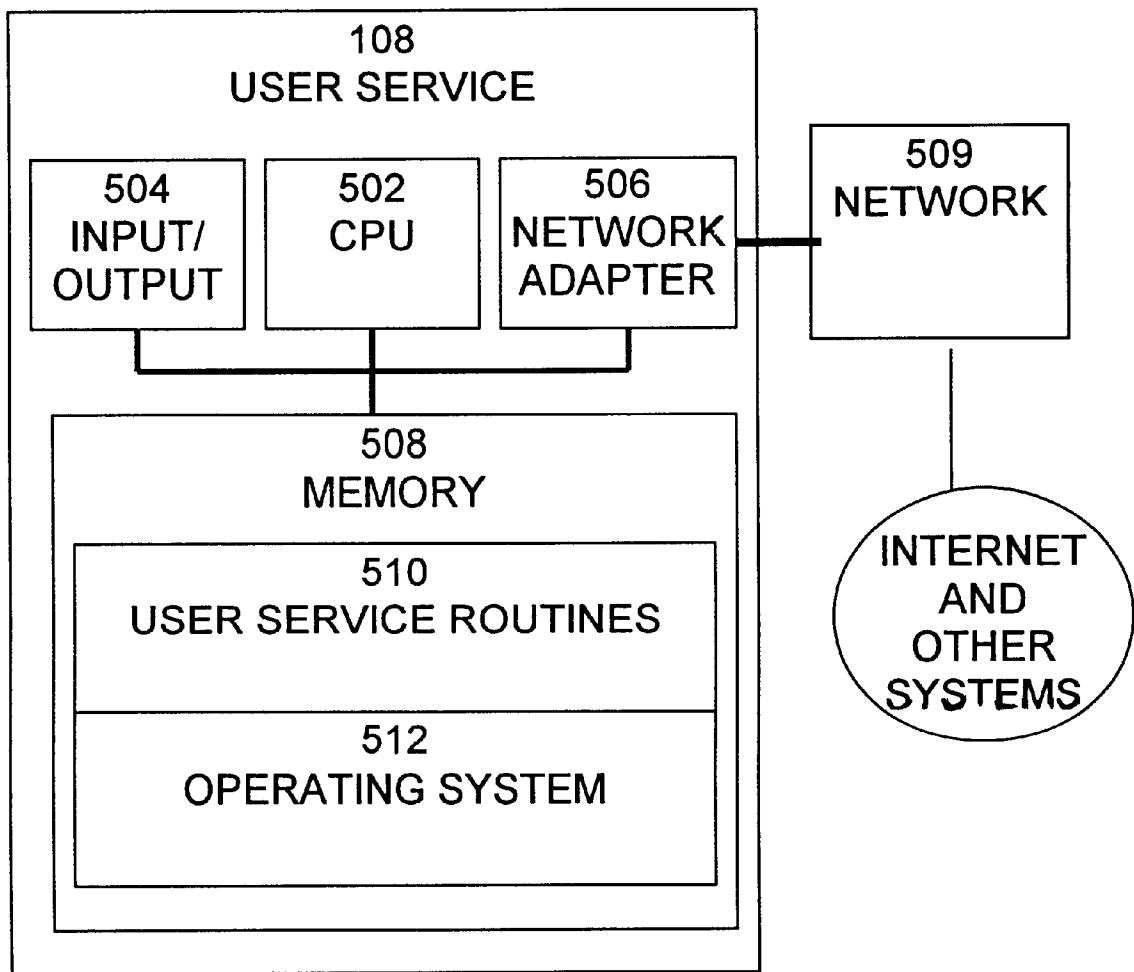 108
USER SERVICE
504
INPUT/
OUTPUT
502
CPU
506
NETWORK
ADAPTER
509
NETWORK
508
MEMORY
510
USER SERVICE ROUTINES
512
OPERATING SYSTEM
INTERNET
AND
OTHER
SYSTEMS